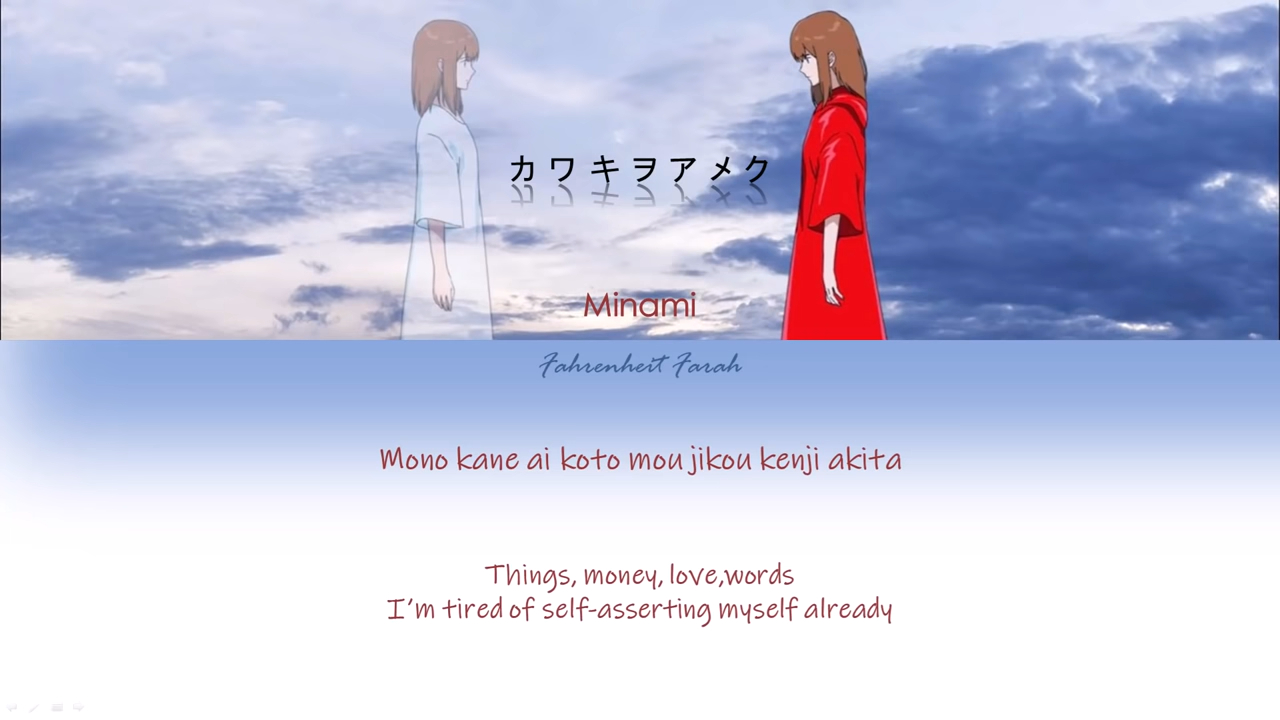 カワキヲアメク
Minami
Fahrenheit Farah
Mono kane ai koto mou jikou kenji akita
Things, money, love,words
I'm tired of self-asserting myself already